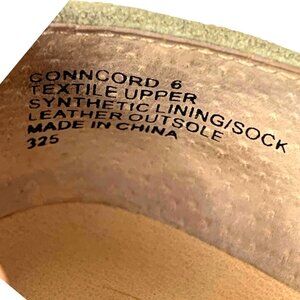 CONNCORD 6
TEXTILE UPPER
SYNTHETIC LINING/SOCK
LEATHER OUTSOLE
MADE IN CHINA
325